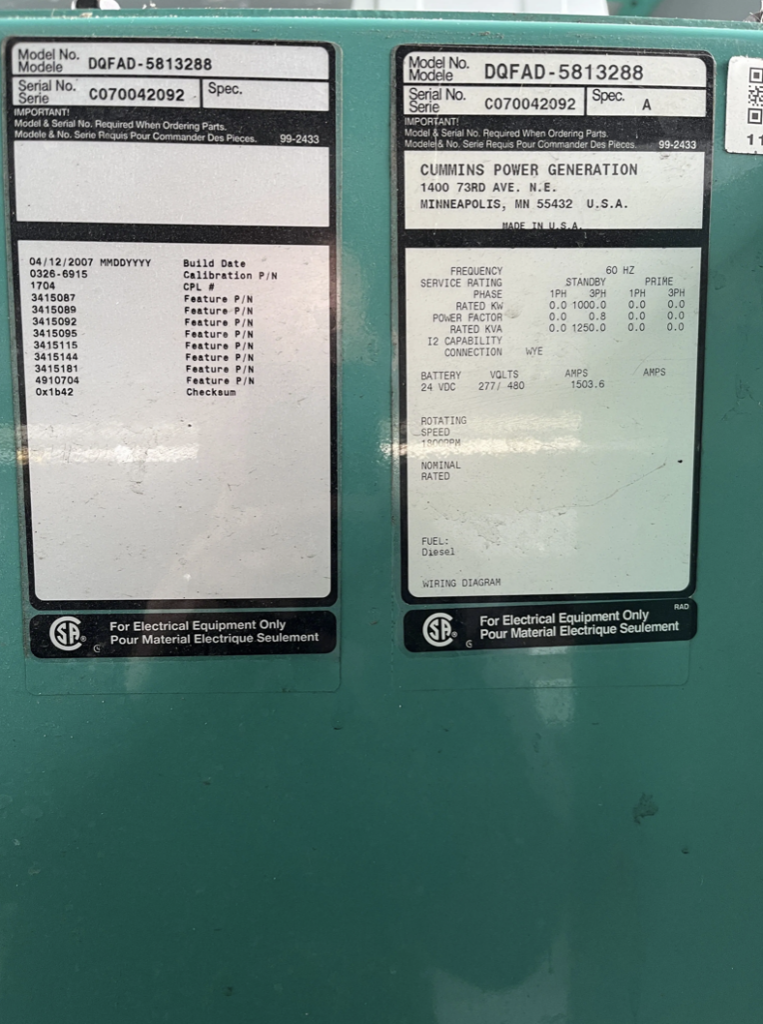 Model No.
Modele DQFAD-5813288
Serial No.
Serie C070042092 Spec.
IMPORTANT!
Model & Serial No. Required When Ordering Parts.
Modele & No. Serie Requis Pour Commander Des Pieces. 99-2433
04/12/2007 MMDDYYYY Build Date
0326-6915 Calibration P/N
1704 CPL #
3415087 Feature P/N
3415089 Feature P/N
3415092 Feature P/N
3415095 Feature P/N
3415115 Feature P/N
3415144 Feature P/N
3415181 Feature P/N
4910704 Feature P/N
0x1b42 Checksum
SA ®
For Electrical Equipment Only
Pour Material Electrique Seulement
Model No.
Modele DQFAD-5813288
Serial No.
Serie C070042092 Spec. A
IMPORTANT!
Model & Serial No. Required When Ordering Parts.
Modele & No. Serie Requis Pour Commander Des Pieces. 99-2433
CUMMINS POWER GENERATION
1400 73RD AVE. N.E.
MINNEAPOLIS, MN 55432 U.S.A.
MADE IN U.S.A.
FREQUENCY 60 HZ
SERVICE RATING STANDBY PRIME
PHASE 1PH 3PH 1PH 3PH
RATED KW 0.0 1000.0 0.0 0.0
POWER FACTOR 0.0 0.8 0.0 0.0
RATED KVA 0.0 1250.0 0.0 0.0
I2 CAPABILITY
CONNECTION WYE
BATTERY VOLTS AMPS AMPS
24 VDC 277/ 480 1503.6
ROTATING
SPEED
1800RPM
NOMINAL
RATED
FUEL:
Diesel
WIRING DIAGRAM
RAD
SA ®
For Electrical Equipment Only
Pour Material Electrique Seulement
11